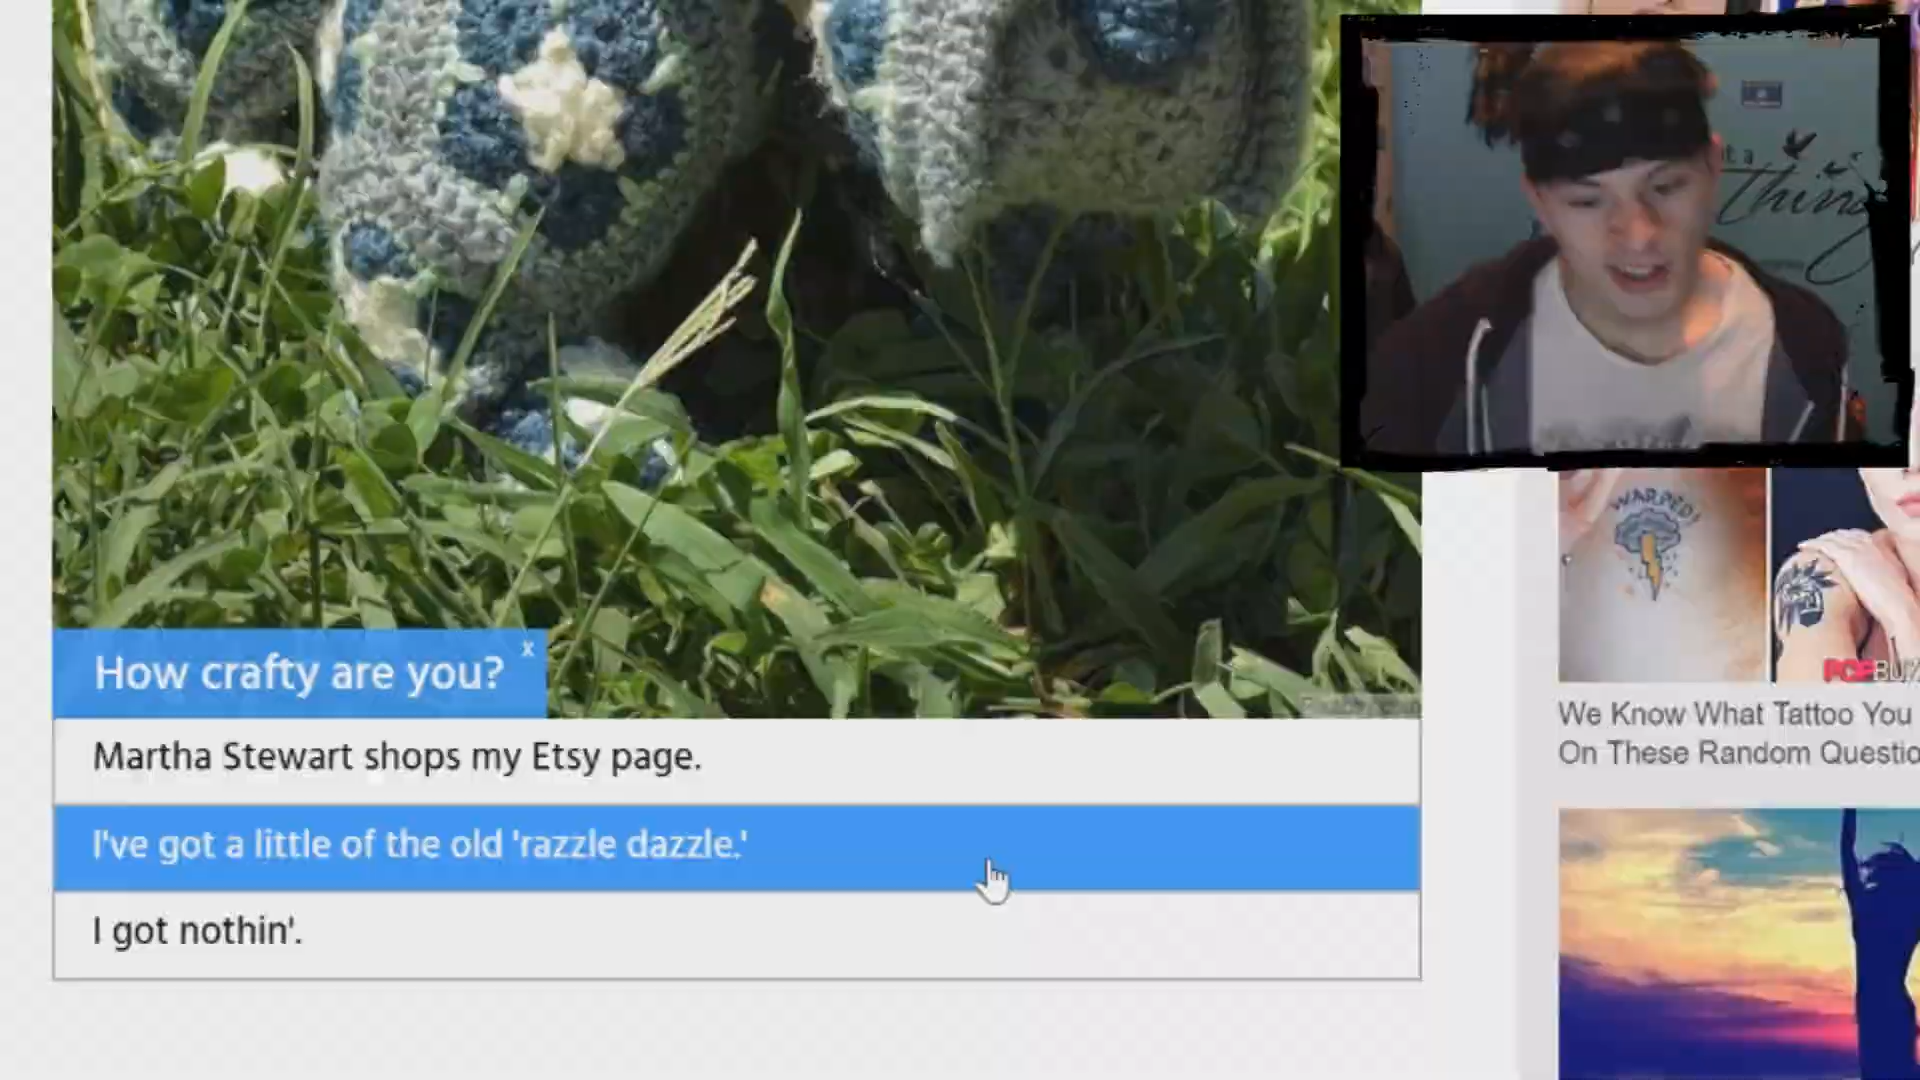 thing
WARPED!
How crafty are you?
x
Martha Stewart shops my Etsy page.
I've got a little of the old 'razzle dazzle.'
I got nothin'.
We Know What Tattoo You
On These Random Questio